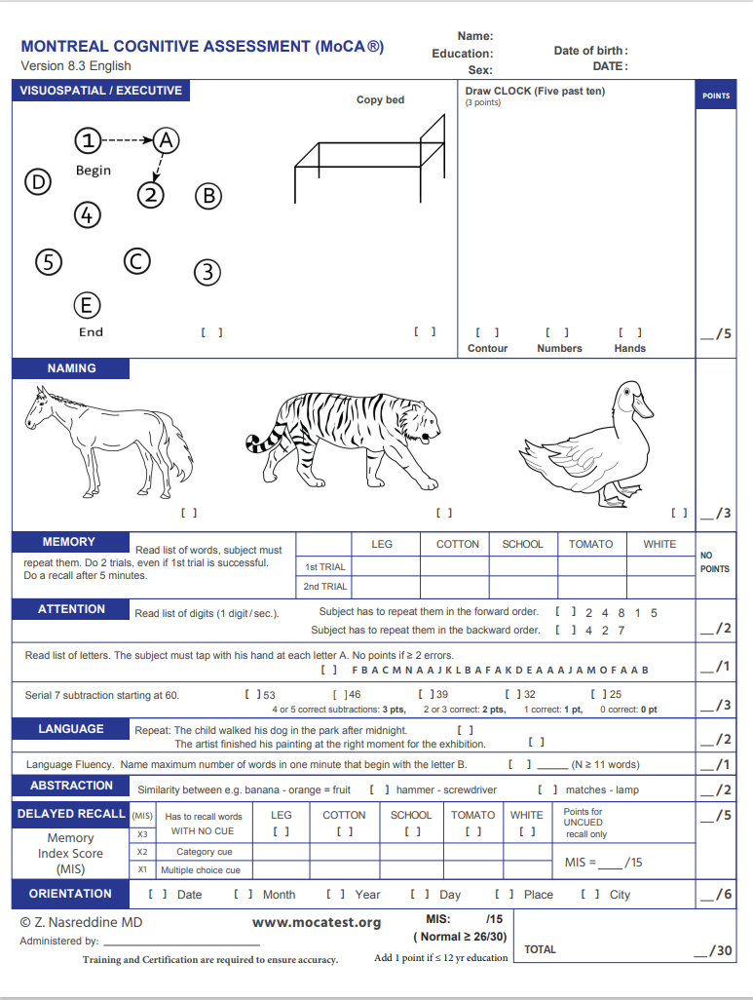 Name:
MONTREAL COGNITIVE ASSESSMENT (MoCA®)
Education:
Date of birth :
Version 8.3 English
Sex:
DATE :
VISUOSPATIAL / EXECUTIVE
Copy bed
Draw CLOCK (Five past ten)
(3 points)
POINTS
1 A
Begin
D 2 B
4
5 C 3
E
End
[ ]
[ ]
[ ] [ ] [ ]
Contour Numbers Hands
__/5
NAMING
[ ] [ ] [ ] __/3
MEMORY
Read list of words, subject must
repeat them. Do 2 trials, even if 1st trial is successful.
Do a recall after 5 minutes.
LEG COTTON SCHOOL TOMATO WHITE
1st TRIAL
2nd TRIAL
NO
POINTS
ATTENTION
Read list of digits (1 digit / sec.).
Subject has to repeat them in the forward order. [ ] 2 4 8 1 5
Subject has to repeat them in the backward order. [ ] 4 2 7
__/2
Read list of letters. The subject must tap with his hand at each letter A. No points if ≥ 2 errors.
[ ] F B A C M N A A J K L B A F A K D E A A A J A M O F A A B
__/1
Serial 7 subtraction starting at 60. [ ] 53 [ ] 46 [ ] 39 [ ] 32 [ ] 25
4 or 5 correct subtractions: 3 pts, 2 or 3 correct: 2 pts, 1 correct: 1 pt, 0 correct: 0 pt
__/3
LANGUAGE
Repeat: The child walked his dog in the park after midnight. [ ]
The artist finished his painting at the right moment for the exhibition. [ ]
__/2
Language Fluency. Name maximum number of words in one minute that begin with the letter B. [ ] _____ (N ≥ 11 words)
__/1
ABSTRACTION
Similarity between e.g. banana - orange = fruit [ ] hammer - screwdriver [ ] matches - lamp
__/2
DELAYED RECALL
Memory
Index Score
(MIS)
(MIS) Has to recall words LEG COTTON SCHOOL TOMATO WHITE
X3 WITH NO CUE [ ] [ ] [ ] [ ] [ ]
X2 Category cue
X1 Multiple choice cue
Points for
UNCUED
recall only
MIS = ____ /15
__/5
ORIENTATION
[ ] Date [ ] Month [ ] Year [ ] Day [ ] Place [ ] City
__/6
© Z. Nasreddine MD
www.mocatest.org
MIS: /15
( Normal ≥ 26/30)
Administered by: ____________________
Training and Certification are required to ensure accuracy.
Add 1 point if ≤ 12 yr education
TOTAL
__/30